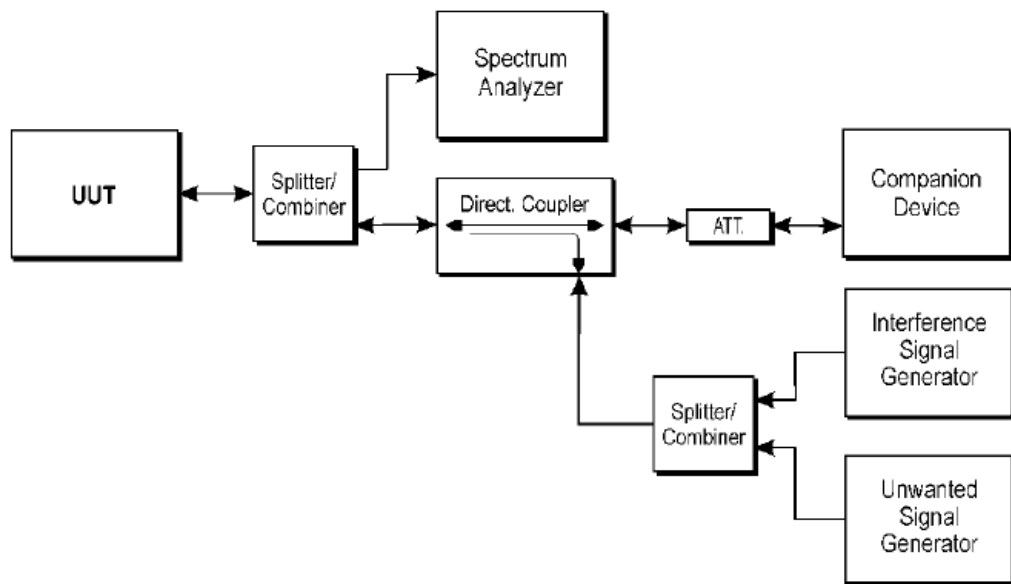 Spectrum
Analyzer
UUT
Splitter/
Combiner
Direct. Coupler
ATT.
Companion
Device
Interference
Signal
Generator
Splitter/
Combiner
Unwanted
Signal
Generator